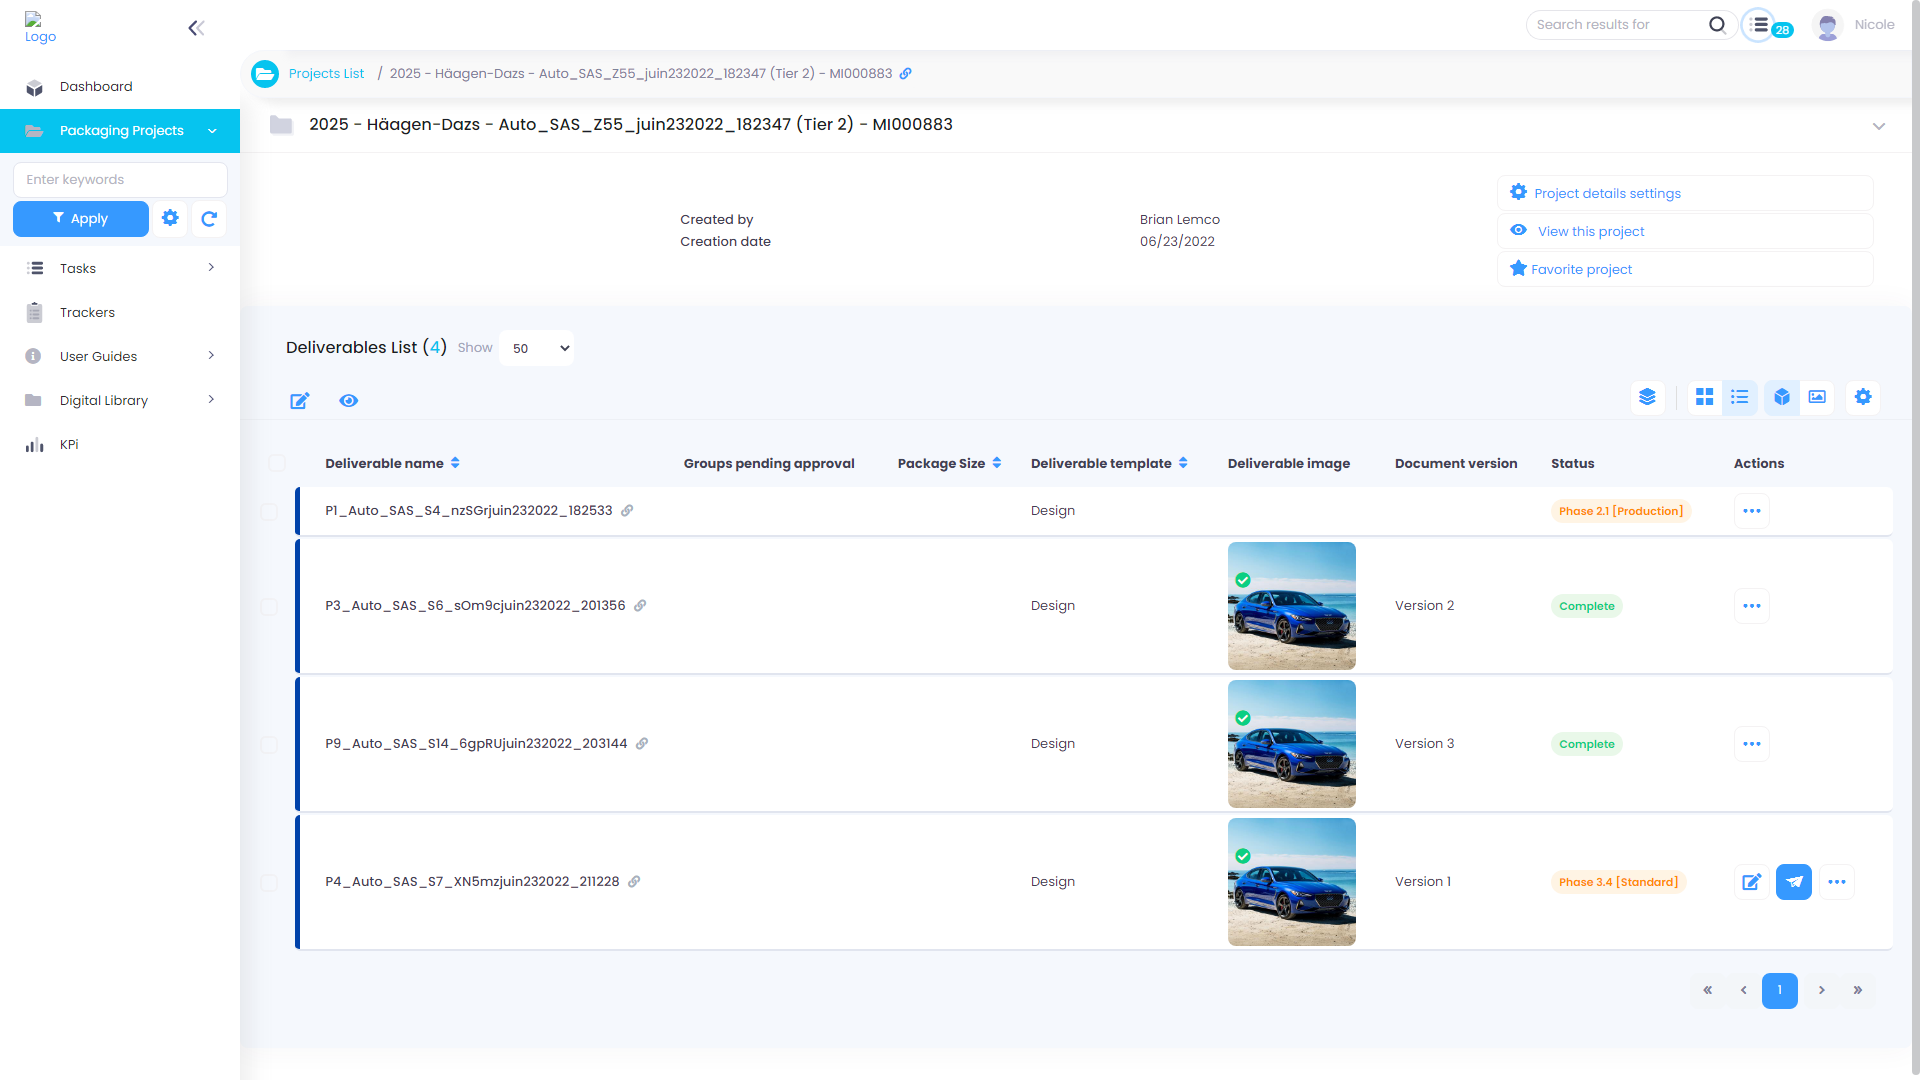 Logo
Search results for
28
Nicole
Dashboard
Packaging Projects
Enter keywords
Apply
Tasks
Trackers
User Guides
Digital Library
KPi
Projects List / 2025 - Häagen-Dazs - Auto_SAS_Z55_juin232022_182347 (Tier 2) - MI000883
2025 - Häagen-Dazs - Auto_SAS_Z55_juin232022_182347 (Tier 2) - MI000883
Created by Brian Lemco
Creation date 06/23/2022
Project details settings
View this project
Favorite project
Deliverables List (4) Show 50
Deliverable name Groups pending approval Package Size Deliverable template Deliverable image Document version Status Actions
P1_Auto_SAS_S4_nzSGrjuin232022_182533 Design Phase 2.1 [Production]
P3_Auto_SAS_S6_sOm9cjuin232022_201356 Design Version 2 Complete
P9_Auto_SAS_S14_6gpRUjuin232022_203144 Design Version 3 Complete
P4_Auto_SAS_S7_XN5mzjuin232022_211228 Design Version 1 Phase 3.4 [Standard]
« ‹ 1 › »